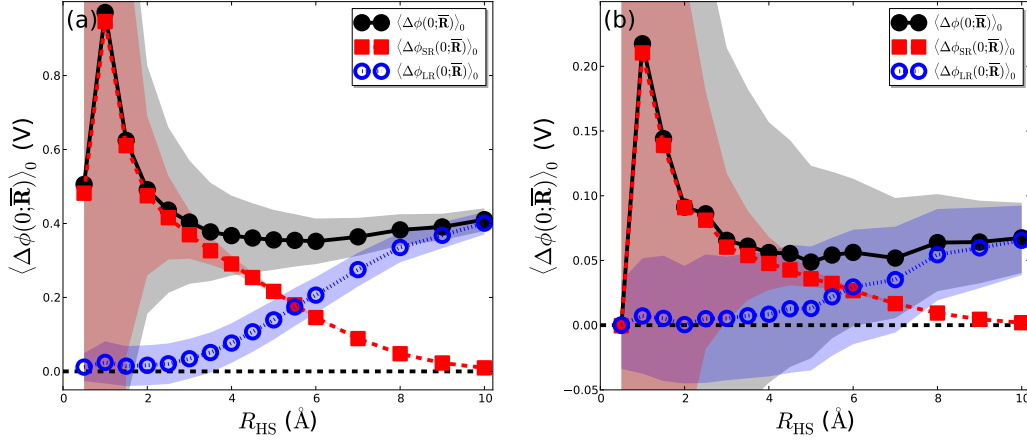 (a)
⟨Δϕ(0;R̅)⟩₀
⟨Δϕ_SR(0;R̅)⟩₀
⟨Δϕ_LR(0;R̅)⟩₀
⟨Δϕ(0;R̅)⟩₀ (V)
0.8
0.6
0.4
0.2
0.0
0
2
4
6
8
10
R_HS (Å)
(b)
⟨Δϕ(0;R̅)⟩₀
⟨Δϕ_SR(0;R̅)⟩₀
⟨Δϕ_LR(0;R̅)⟩₀
⟨Δϕ(0;R̅)⟩₀ (V)
0.20
0.15
0.10
0.05
0.00
−0.05
0
2
4
6
8
10
R_HS (Å)